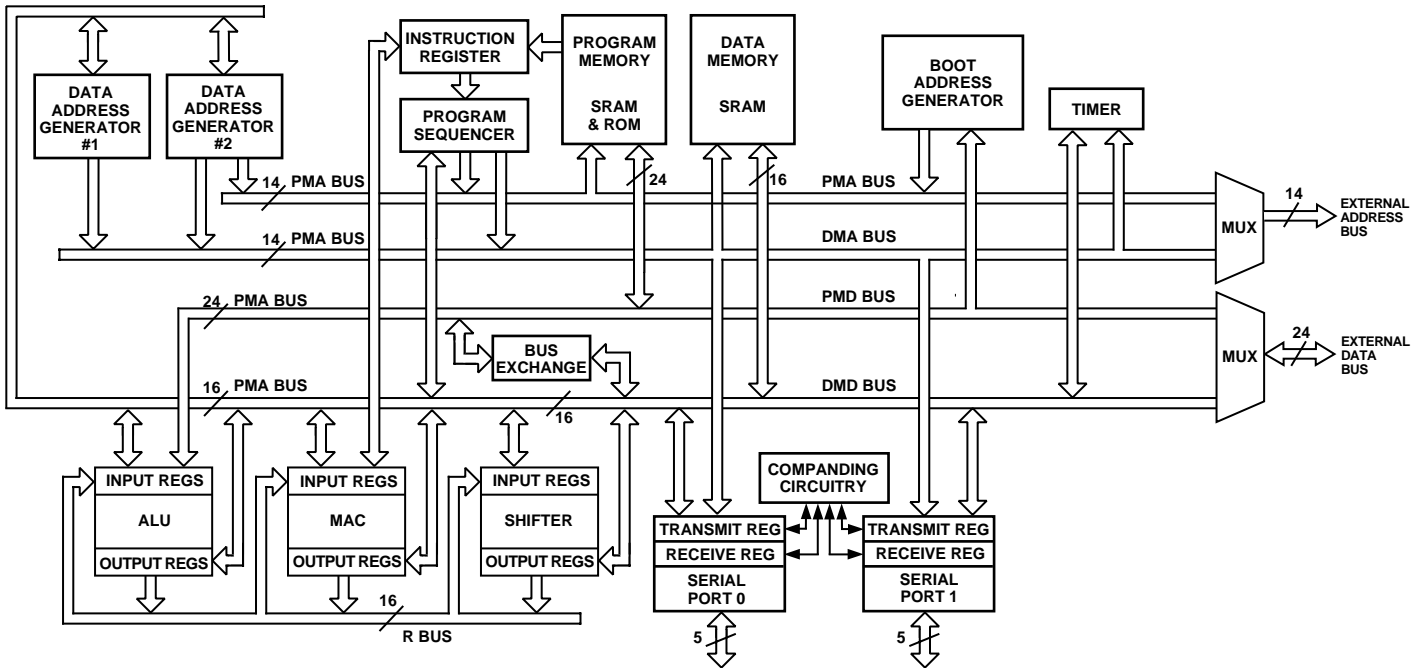 INSTRUCTION
REGISTER
PROGRAM
MEMORY
SRAM
& ROM
DATA
MEMORY
SRAM
BOOT
ADDRESS
GENERATOR
TIMER
DATA
ADDRESS
GENERATOR
#1
DATA
ADDRESS
GENERATOR
#2
PROGRAM
SEQUENCER
24
16
14
PMA BUS
PMA BUS
14
EXTERNAL
ADDRESS
BUS
MUX
14
PMA BUS
DMA BUS
24
PMA BUS
PMD BUS
BUS
EXCHANGE
MUX
24
EXTERNAL
DATA
BUS
16
PMA BUS
16
DMD BUS
INPUT REGS
ALU
OUTPUT REGS
INPUT REGS
MAC
OUTPUT REGS
INPUT REGS
SHIFTER
OUTPUT REGS
COMPANDING
CIRCUITRY
TRANSMIT REG
RECEIVE REG
SERIAL
PORT 0
TRANSMIT REG
RECEIVE REG
SERIAL
PORT 1
16
R BUS
5
5